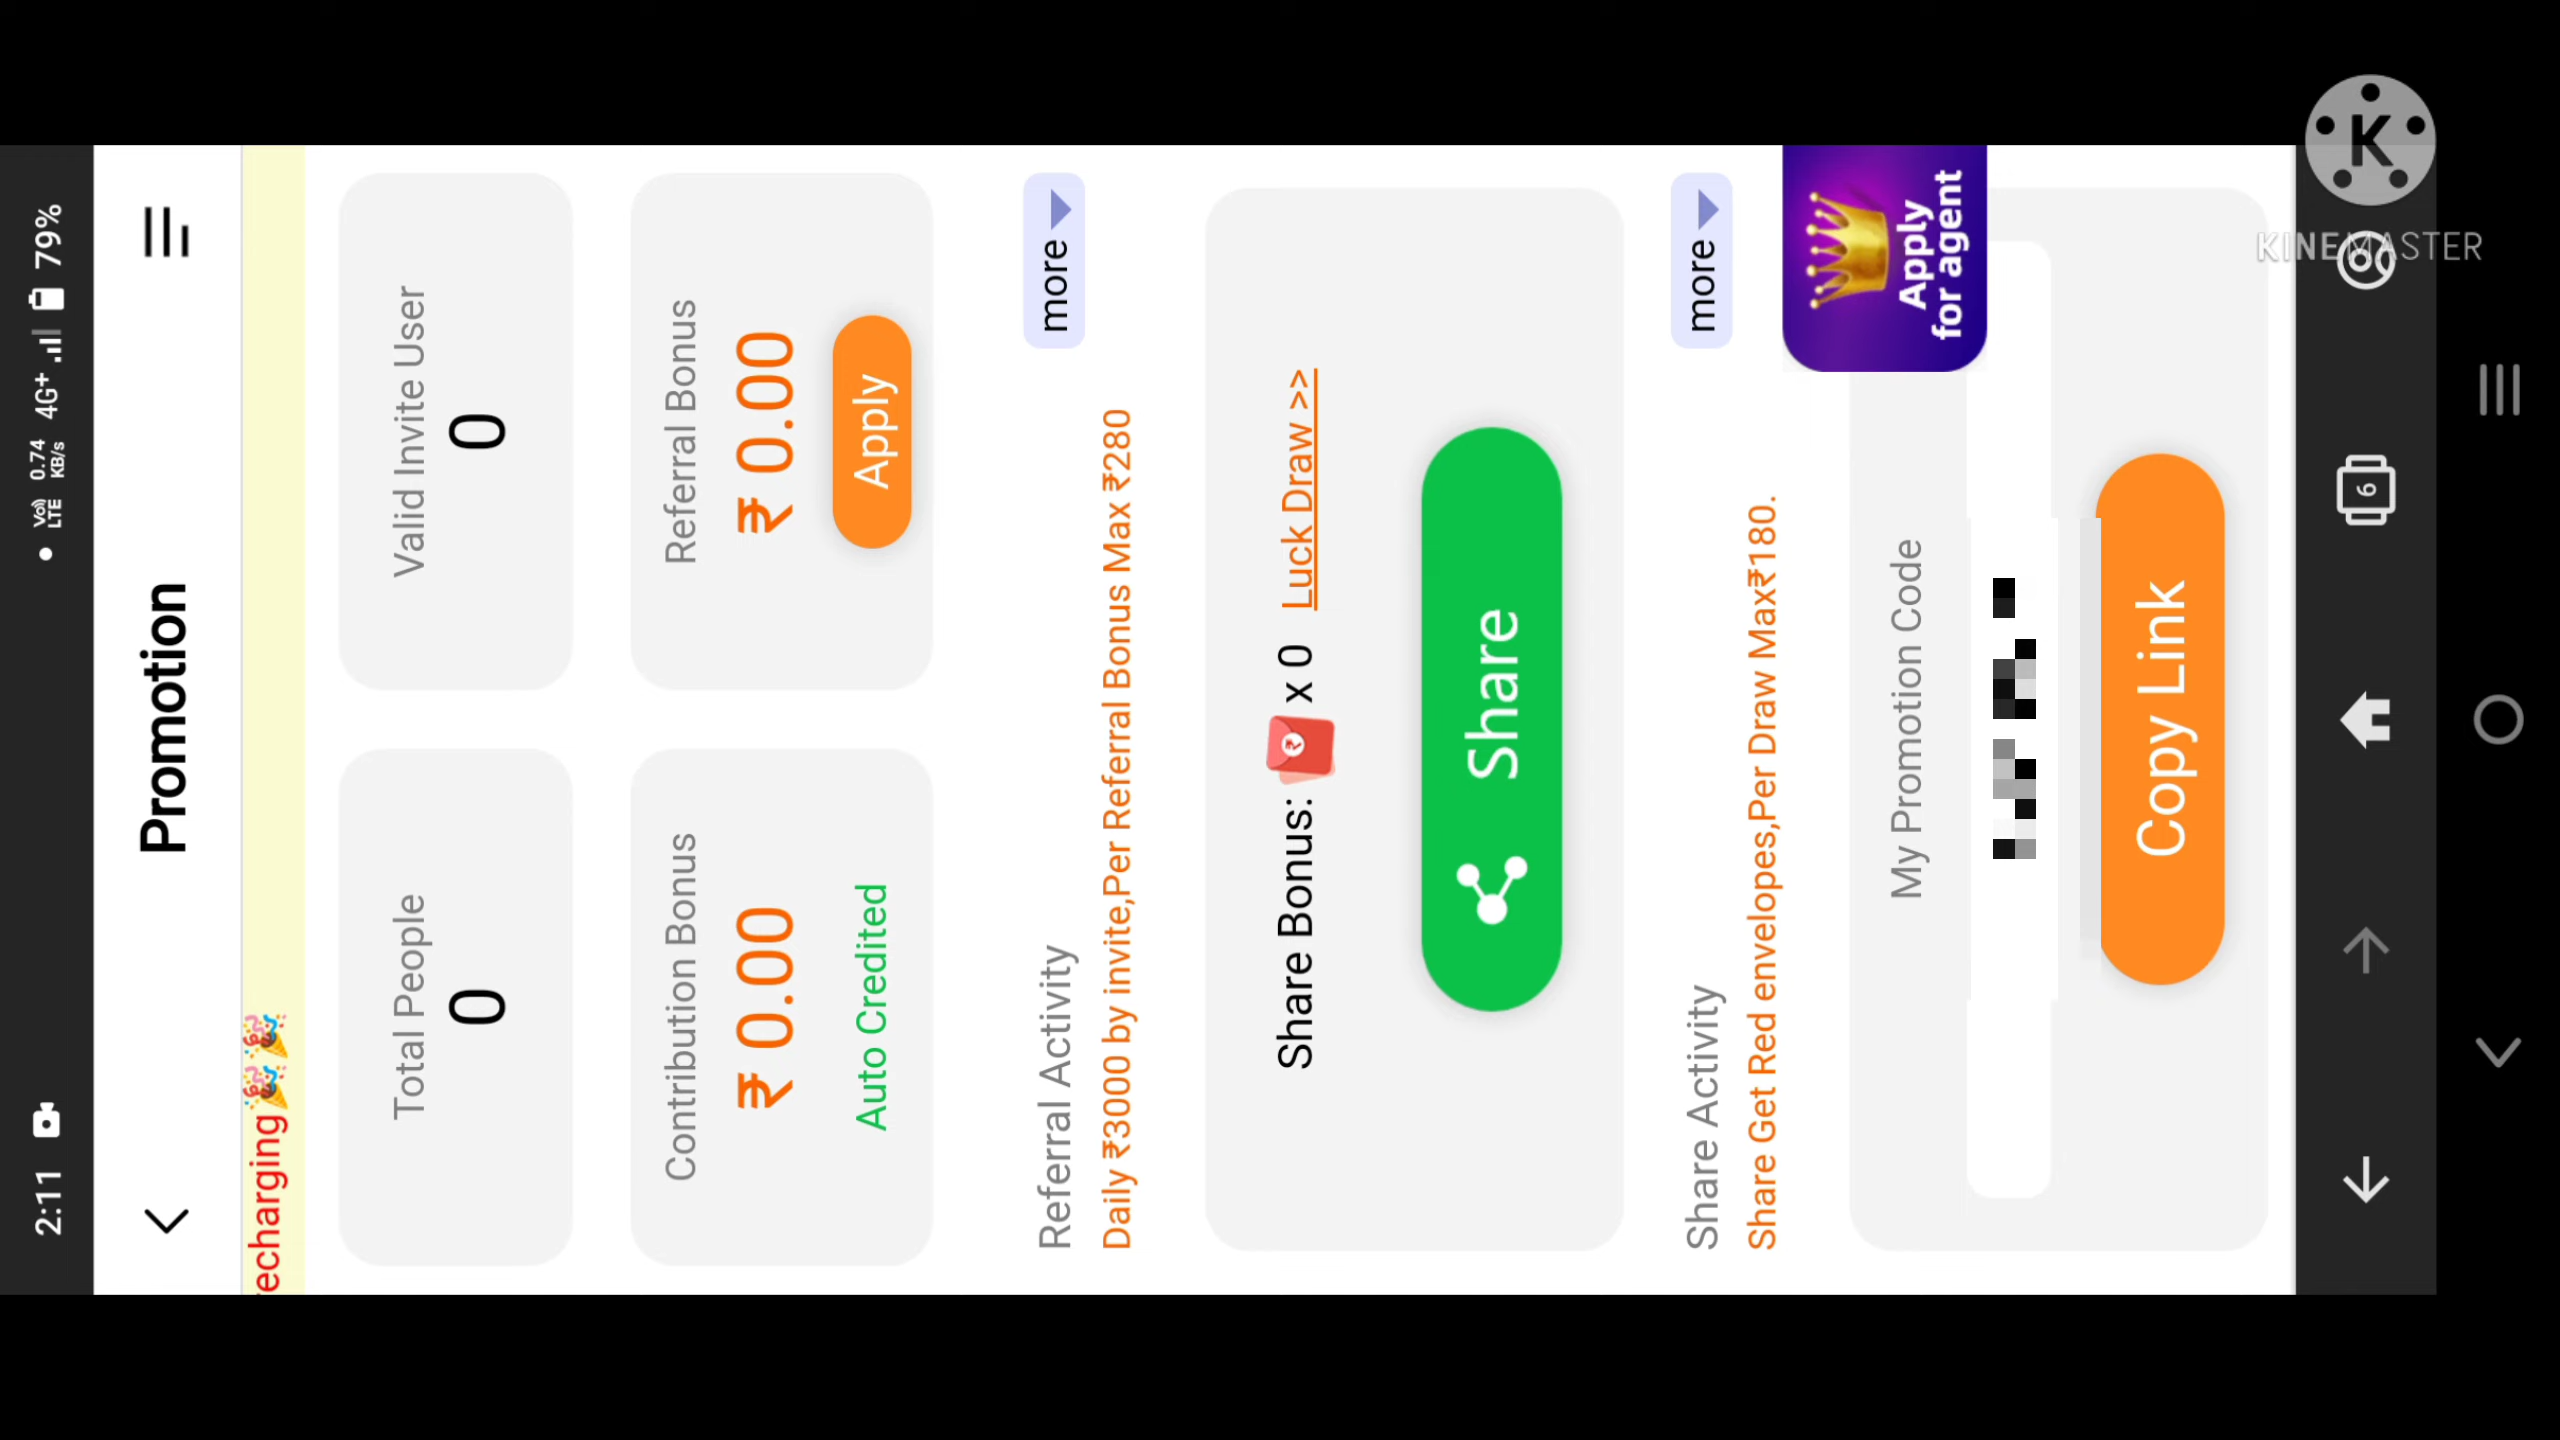 2:11
0.74 KB/s
Vo)) LTE
4G+
79%
Promotion
echarging 🎉🎉
Total People
0
Valid Invite User
0
Contribution Bonus
₹ 0.00
Auto Credited
Referral Bonus
₹ 0.00
Apply
Referral Activity
more
Daily ₹3000 by invite,Per Referral Bonus Max ₹280
Share Bonus: x 0 Luck Draw >>
Share
Share Activity
more
Share Get Red envelopes,Per Draw Max₹180.
Apply
for agent
My Promotion Code
Copy Link
6
K
KINEMASTER